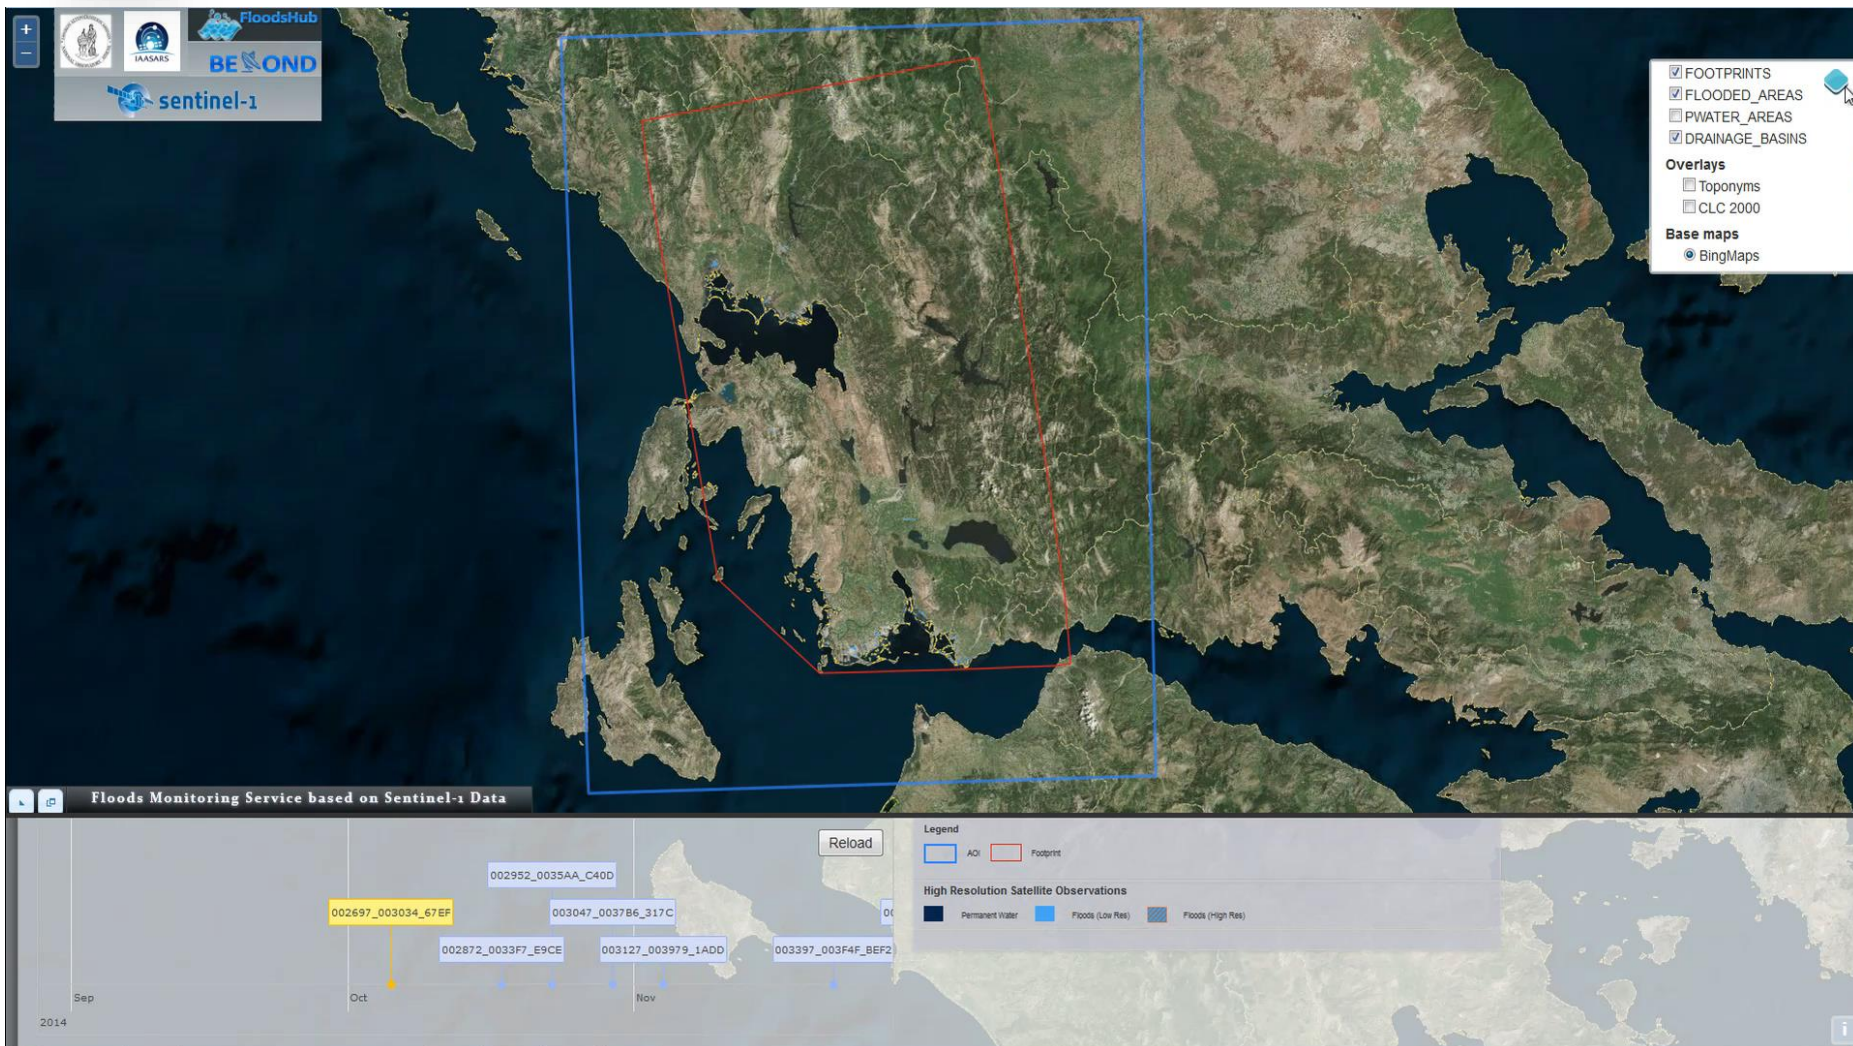 +
FloodsHub
IAASARS
BEYOND
−
sentinel-1
FOOTPRINTS
FLOODED_AREAS
PWATER_AREAS
DRAINAGE_BASINS
Overlays
Toponyms
CLC 2000
Base maps
BingMaps
Floods Monitoring Service based on Sentinel-1 Data
Reload
002952_0035AA_C40D
002697_003034_67EF
003047_0037B6_317C
00
002872_0033F7_E9CE
003127_003979_1ADD
003397_003F4F_BEF2
Sep
Oct
Nov
2014
Legend
AOI
Footprint
High Resolution Satellite Observations
Permanent Water
Floods (Low Res)
Floods (High Res)
i